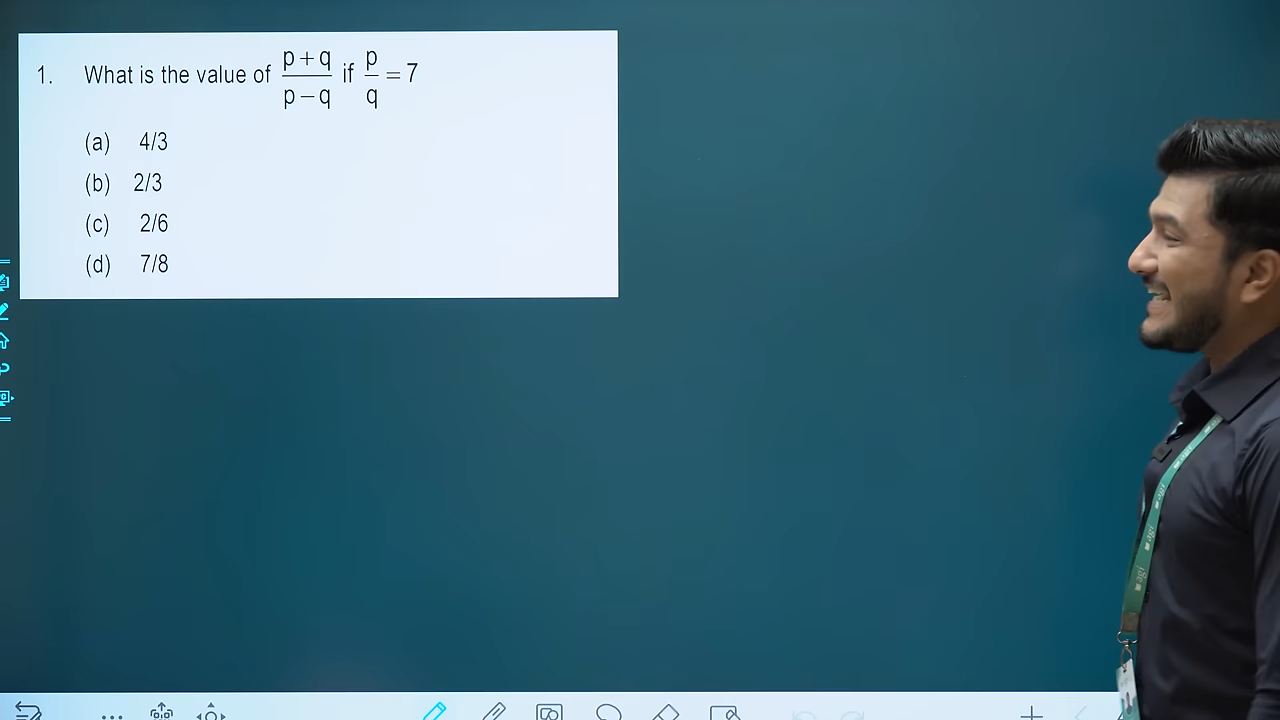 1. What is the value of (p+q)/(p−q) if p/q = 7
(a) 4/3
(b) 2/3
(c) 2/6
(d) 7/8